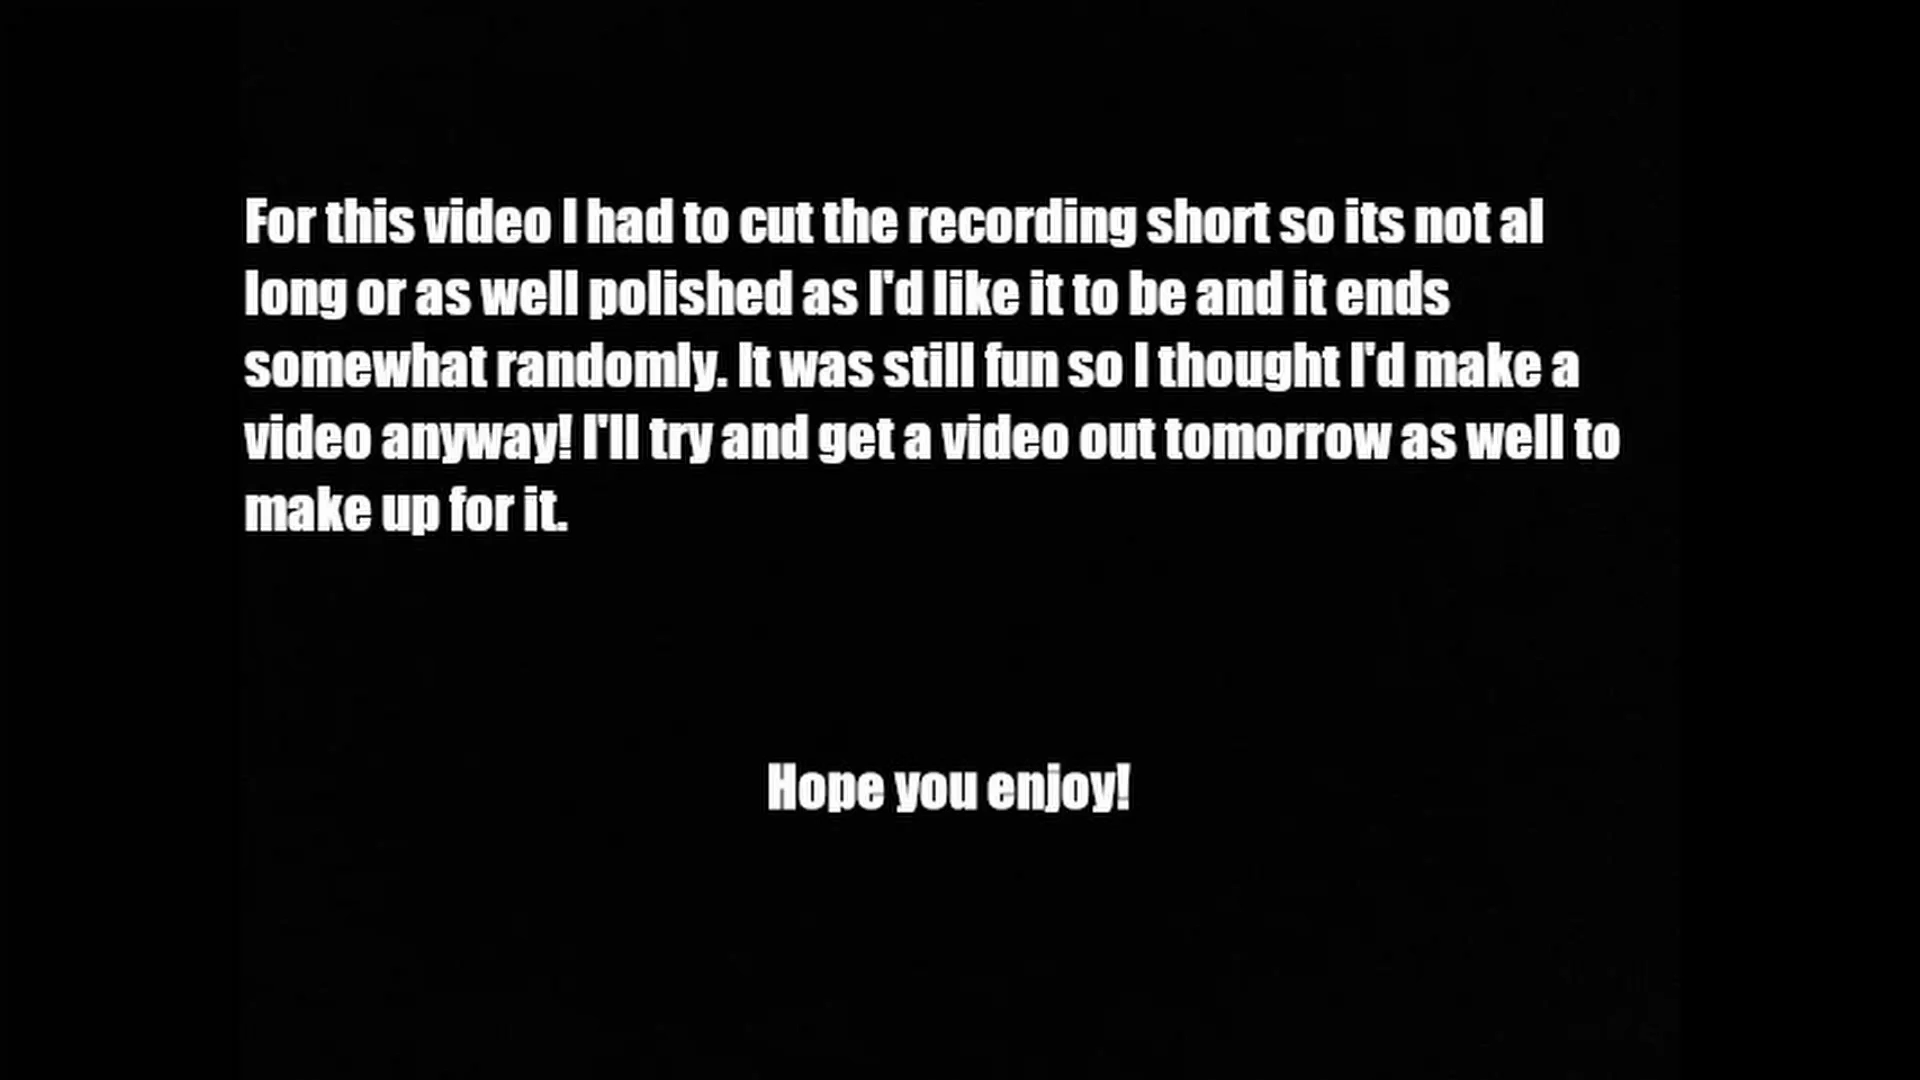 For this video I had to cut the recording short so its not al
long or as well polished as I'd like it to be and it ends
somewhat randomly. It was still fun so I thought I'd make a
video anyway! I'll try and get a video out tomorrow as well to
make up for it.
Hope you enjoy!